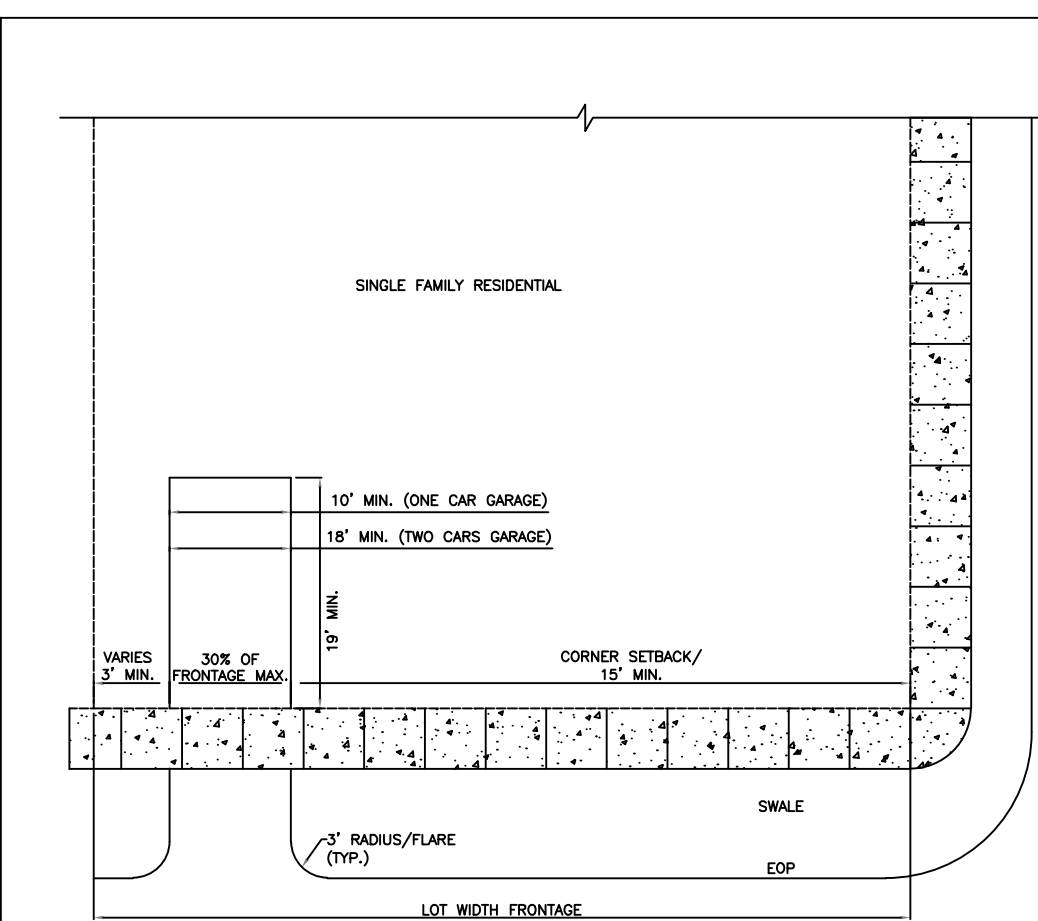 SINGLE FAMILY RESIDENTIAL
10' MIN. (ONE CAR GARAGE)
18' MIN. (TWO CARS GARAGE)
19' MIN.
VARIES
3' MIN.
30% OF
FRONTAGE MAX.
CORNER SETBACK/
15' MIN.
SWALE
3' RADIUS/FLARE
(TYP.)
EOP
LOT WIDTH FRONTAGE